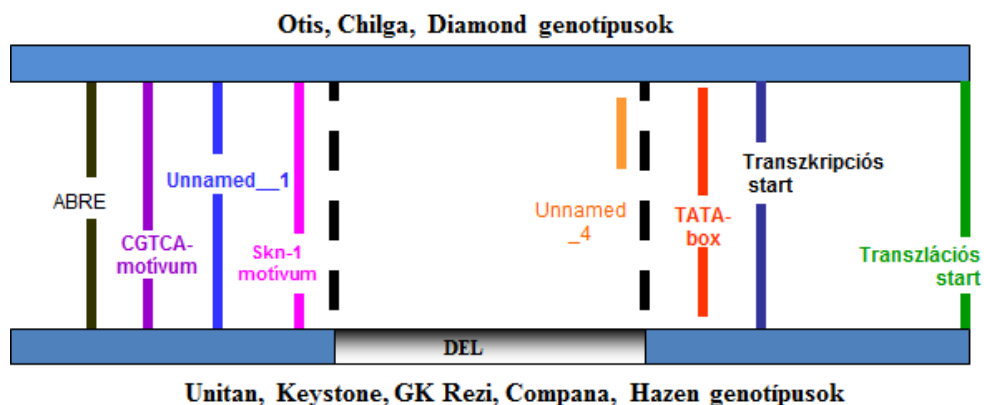 Otis, Chilga, Diamond genotípusok
ABRE
CGTCA-
motívum
Unnamed__1
Skn-1
motívum
Unnamed
_4
TATA-
box
Transzkripciós
start
Transzlációs
start
DEL
Unitan, Keystone, GK Rezi, Compana, Hazen genotípusok